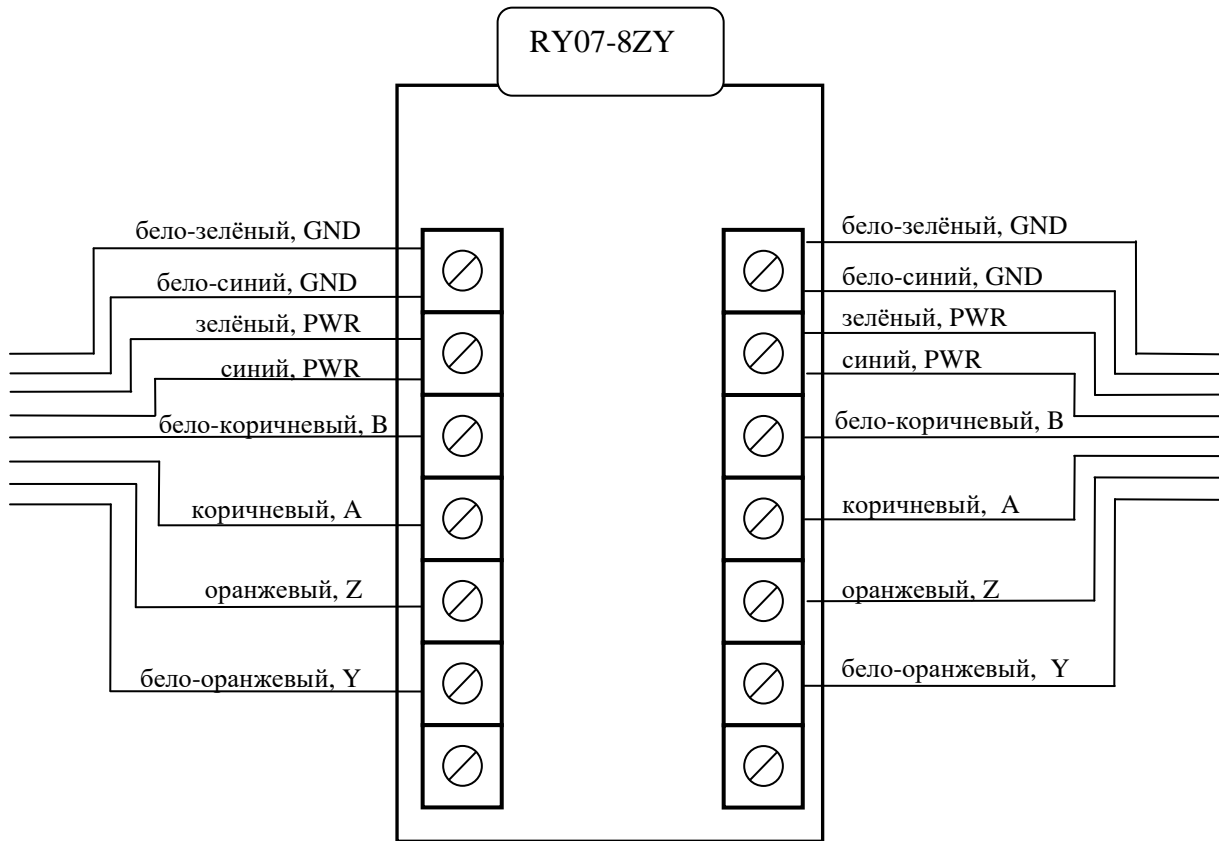 RY07-8ZY
бело-зелёный, GND
бело-синий, GND
зелёный, PWR
синий, PWR
бело-коричневый, B
коричневый, A
оранжевый, Z
бело-оранжевый, Y
бело-зелёный, GND
бело-синий, GND
зелёный, PWR
синий, PWR
бело-коричневый, B
коричневый, A
оранжевый, Z
бело-оранжевый, Y